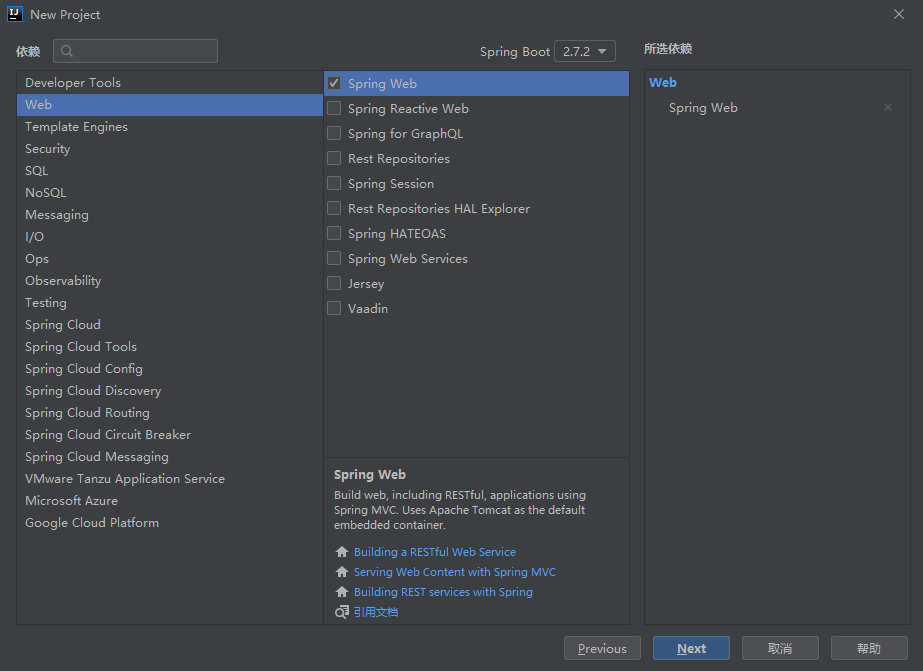 New Project
依赖
Spring Boot 2.7.2
所选依赖
Developer Tools
Web
Template Engines
Security
SQL
NoSQL
Messaging
I/O
Ops
Observability
Testing
Spring Cloud
Spring Cloud Tools
Spring Cloud Config
Spring Cloud Discovery
Spring Cloud Routing
Spring Cloud Circuit Breaker
Spring Cloud Messaging
VMware Tanzu Application Service
Microsoft Azure
Google Cloud Platform
Spring Web
Spring Reactive Web
Spring for GraphQL
Rest Repositories
Spring Session
Rest Repositories HAL Explorer
Spring HATEOAS
Spring Web Services
Jersey
Vaadin
Spring Web
Build web, including RESTful, applications using
Spring MVC. Uses Apache Tomcat as the default
embedded container.
Building a RESTful Web Service
Serving Web Content with Spring MVC
Building REST services with Spring
引用文档
Web
Spring Web
Previous
Next
取消
帮助